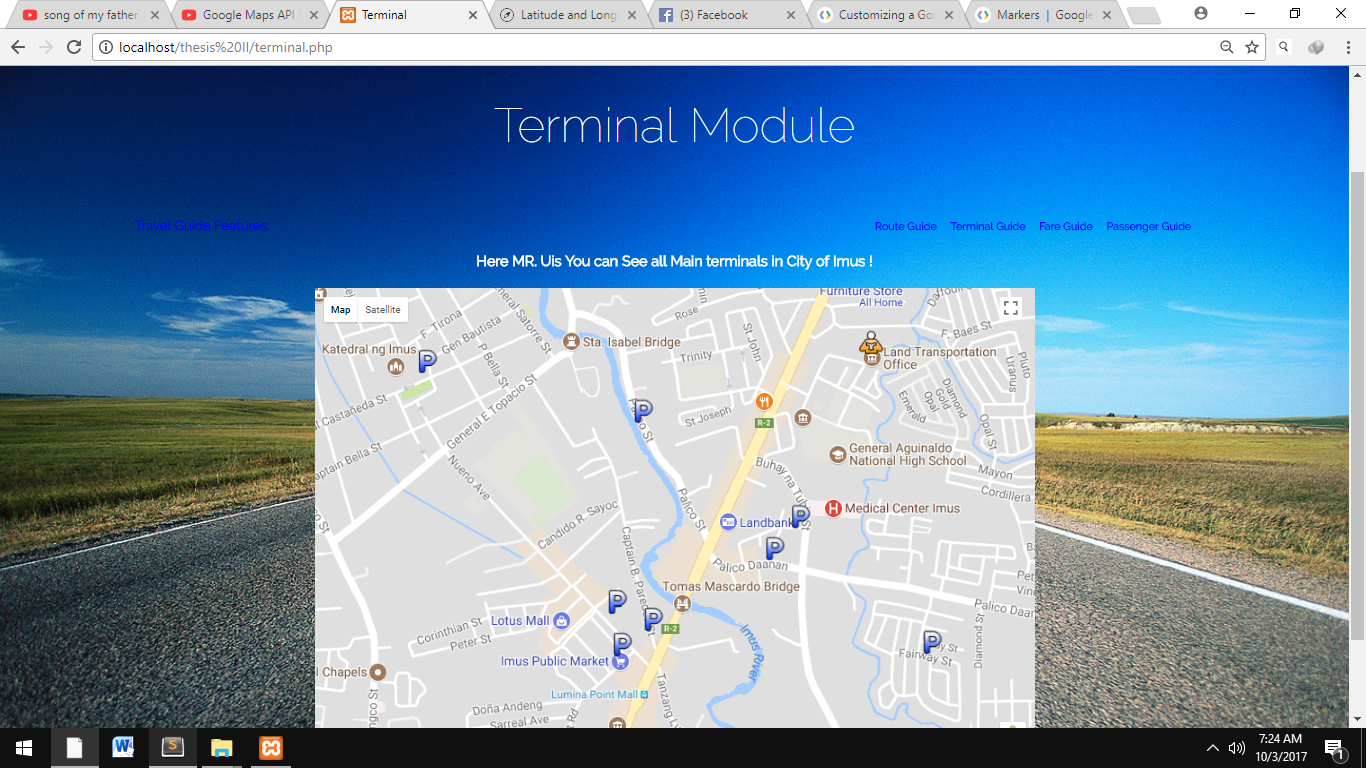 song of my father
Google Maps API
Terminal
Latitude and Long
(3) Facebook
Customizing a Go
Markers | Google
localhost/thesis%20II/terminal.php
Terminal Module
Travel Guide Features:
Route Guide Terminal Guide Fare Guide Passenger Guide
Here MR. Uis You can See all Main terminals in City of Imus !
Map Satellite
Furniture Store
All Home
F. Tirona
Gen Bautista
General Satorre St
P Bella St
Katedral ng Imus
P
Sta. Isabel Bridge
Rose
Trinity
St John
F. Baes St
Land Transportation
Office
Pluto
Uranus
Castañeda St
General E Topacio St
P
St Joseph
R-2
Emerald
Opal
Gold
Diamond
Opal St
Captain Bella St
Nueno Ave
General Aguinaldo
National High School
Mayon
Cordillera
Buhay na Tubig St
Palico St
Candido R. Sayoc
Captain B. Paredes St
Landbank
P
H
Medical Center Imus
P
Palico Daanan
Tomas Mascardo Bridge
Palico Daanan
P
P
R-2
Lotus Mall
Corinthian St
Peter St
Imus River
P
Imus Public Market
P
Fairway St
Diamond St
Chapels
Lumina Point Mall
Tanzang Lu
Doña Andeng
Sarreal Ave
7:24 AM
10/3/2017
1